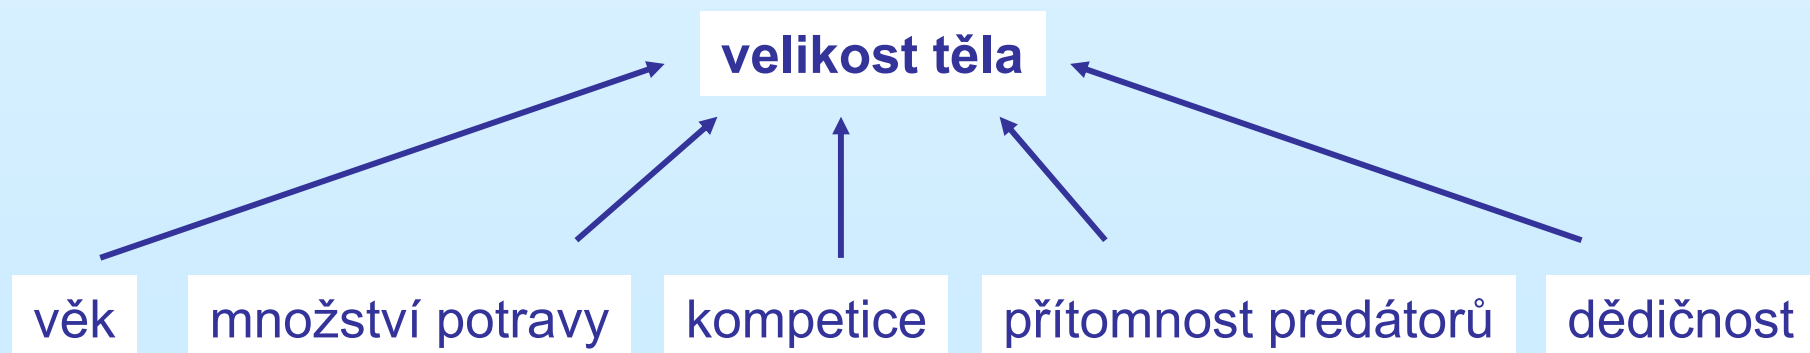 velikost těla
věk
množství potravy
kompetice
přítomnost predátorů
dědičnost